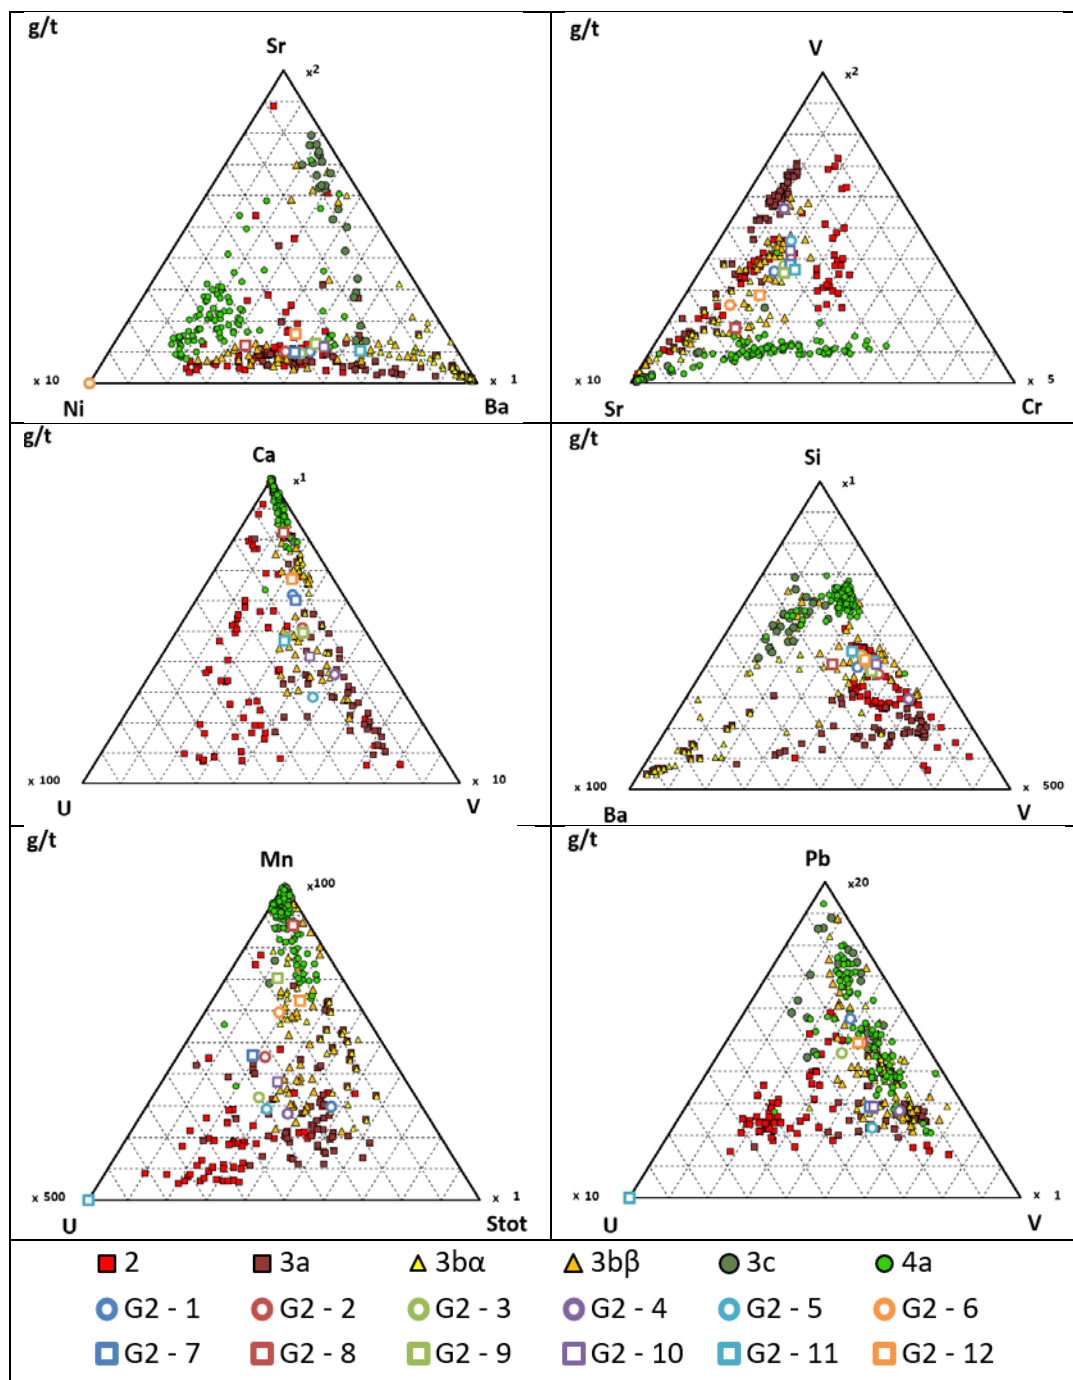 g/t
Sr
x2
x 10
x 1
Ni
Ba
g/t
V
x2
x 10
x 5
Sr
Cr
g/t
Ca
x1
x 100
x 10
U
V
g/t
Si
x1
x 100
x 500
Ba
V
g/t
Mn
x100
x 500
x 1
U
Stot
g/t
Pb
x20
x 10
x 1
U
V
2 3a 3bα 3bβ 3c 4a
G2 - 1 G2 - 2 G2 - 3 G2 - 4 G2 - 5 G2 - 6
G2 - 7 G2 - 8 G2 - 9 G2 - 10 G2 - 11 G2 - 12